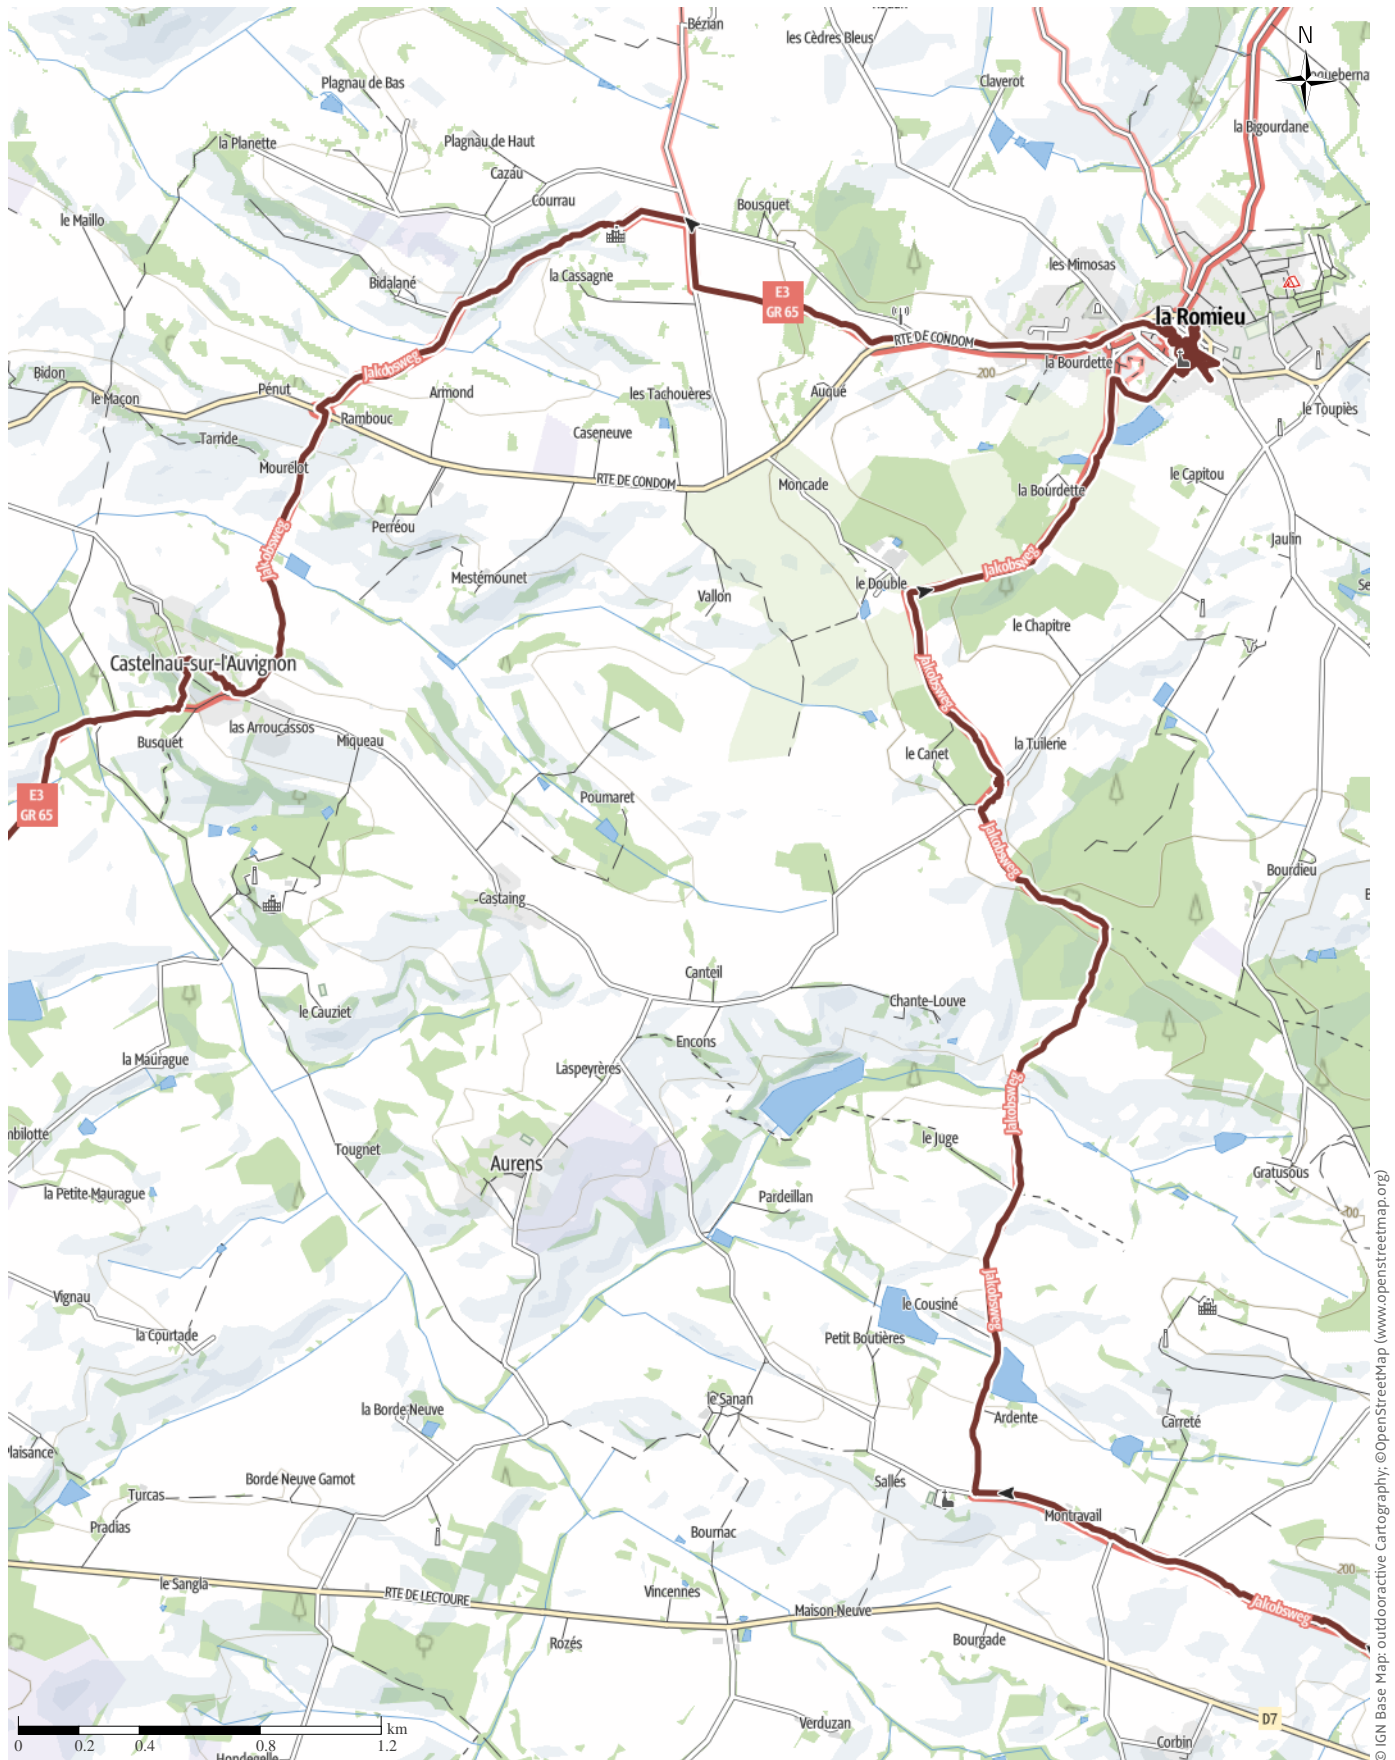 Bézian
les Cèdres Bleus
N
Plagnau de Bas
Claverot
la Bigourdane
la Planette
Plagnau de Haut
Cazau
Courrau
Bousquet
le Maillo
les Mimosas
Bidalané
la Cassagne
E3
GR 65
la Romieu
RTE DE CONDOM
la Bourdette
Jakobsweg
200
Bidon
le Maçon
Pénut
Armond
les Tachouères
Auqué
le Toupiès
Rambouc
Tarride
Caseneuve
Mourélot
RTE DE CONDOM
Moncade
la Bourdette
le Capitou
Perréou
Jakobsweg
Jaulin
Jakobsweg
Mestémounet
le Double
Vallon
le Chapitre
Castelnau-sur-l'Auvignon
Jakobsweg
las Arroucassos
Busquet
Miqueau
le Canet
la Tuilerie
E3
GR 65
Poumaret
Jakobsweg
Bourdieu
Castaing
Canteil
Chante-Louve
le Cauziet
Encons
la Maurague
Laspeyrères
Jakobsweg
mbilotte
Tougnet
le Juge
Aurens
Gratusous
la Petite Maurague
Pardeillan
Vignau
Jakobsweg
le Cousiné
la Courtade
Petit Boutières
le Sanan
la Borde Neuve
Ardente
Carreté
laisance
Borde Neuve Gamot
Salles
Turcas
Montravail
Pradias
Bournac
200
le Sangla
RTE DE LECTOURE
Vincennes
Maison Neuve
Jakobsweg
Rozés
Bourgade
D7
Verduzan
Corbin
km
0 0.2 0.4 0.8 1.2
© IGN Base Map: outdooractive Cartography; ©OpenStreetMap (www.openstreetmap.org)